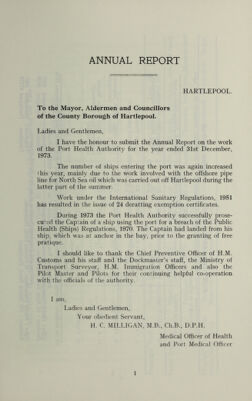 ANNUAL REPORT
HARTLEPOOL.
To the Mayor, Aldermen and Councillors
of the County Borough of Hartlepool.
Ladies and Gentlemen,
I have the honour to submit the Annual Report on the work
of the Port Health Authority for the year ended 31st December,
1973.
The number of ships entering the port was again increased
this year, mainly due to the work involved with the offshore pipe
line for North Sea oil which was carried out off Hartlepool during the
latter part of the summer.
Work under the International Sanitary Regulations, 1951
has resulted in the issue of 24 deratting exemption certificates.
During 1973 the Port Health Authority successfully prose-
cuted the Captain of a ship using the port for a breach of the Public
Health (Ships) Regulations, 1970. The Captain had landed from his
ship, which was at anchor in the bay, prior to the granting of free
pratique.
I should like to thank the Chief Preventive Officer of H.M.
Customs and his staff and the Dockmaster's staff, the Ministry of
Transport Surveyor, H.M. Immigration Officers and also the
Pilot Master and Pilots for their continuing helpful co-operation
with the officials of the authority.
I am,
Ladies and Gentlemen,
Your obedient Servant,
H. C. MILLIGAN, M.D., Ch.B., D.P.H.
Medical Officer of Health
and Port Medical Officer
1